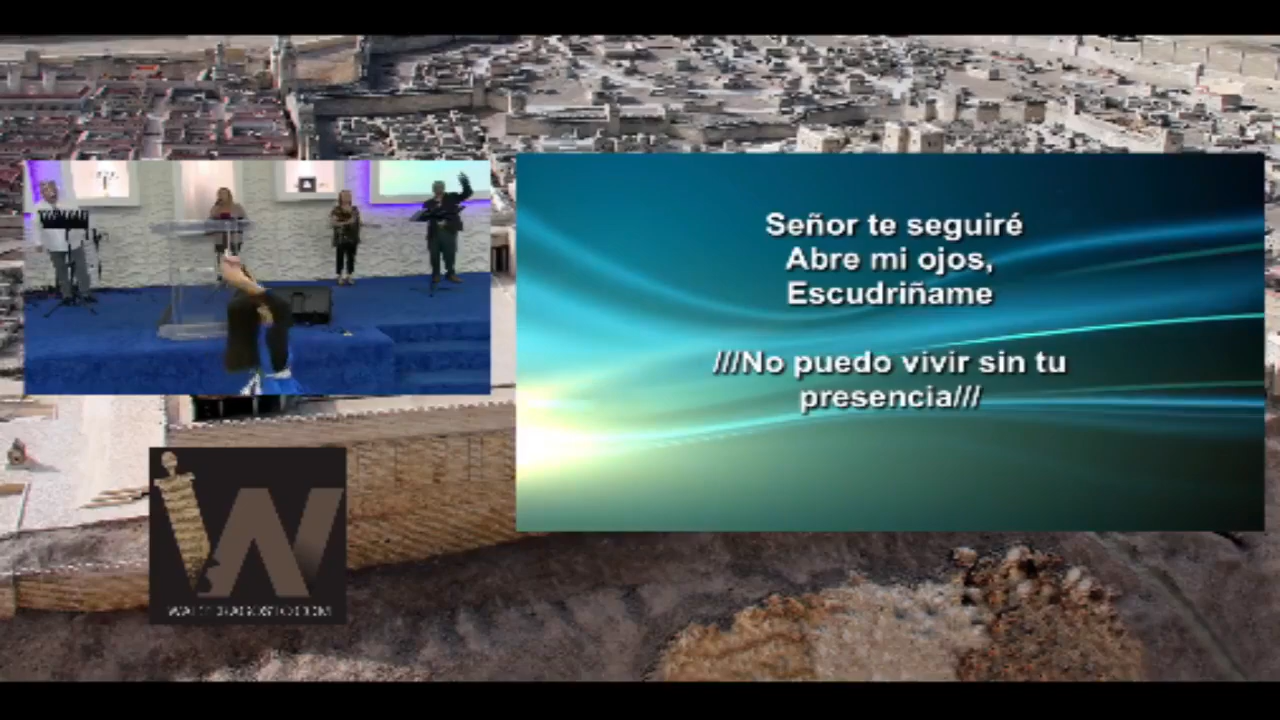 Señor te seguiré
Abre mi ojos,
Escudriñame
///No puedo vivir sin tu
presencia///
W